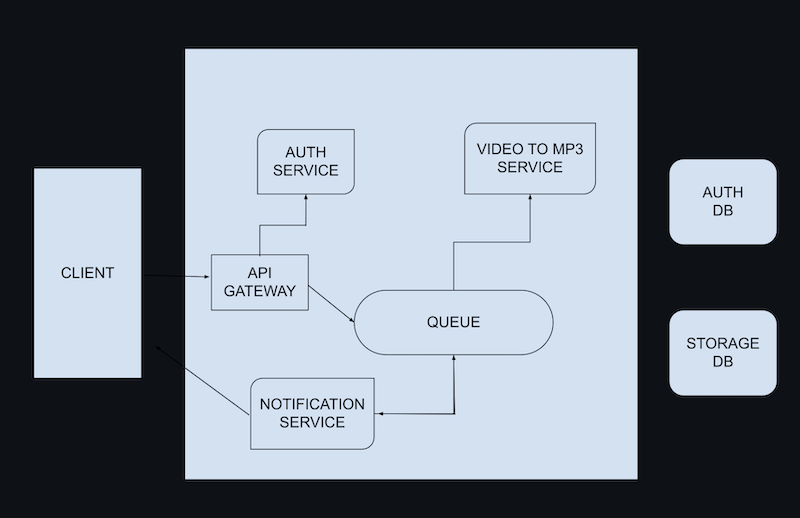 AUTH
SERVICE
VIDEO TO MP3
SERVICE
AUTH
DB
CLIENT
API
GATEWAY
QUEUE
STORAGE
DB
NOTIFICATION
SERVICE